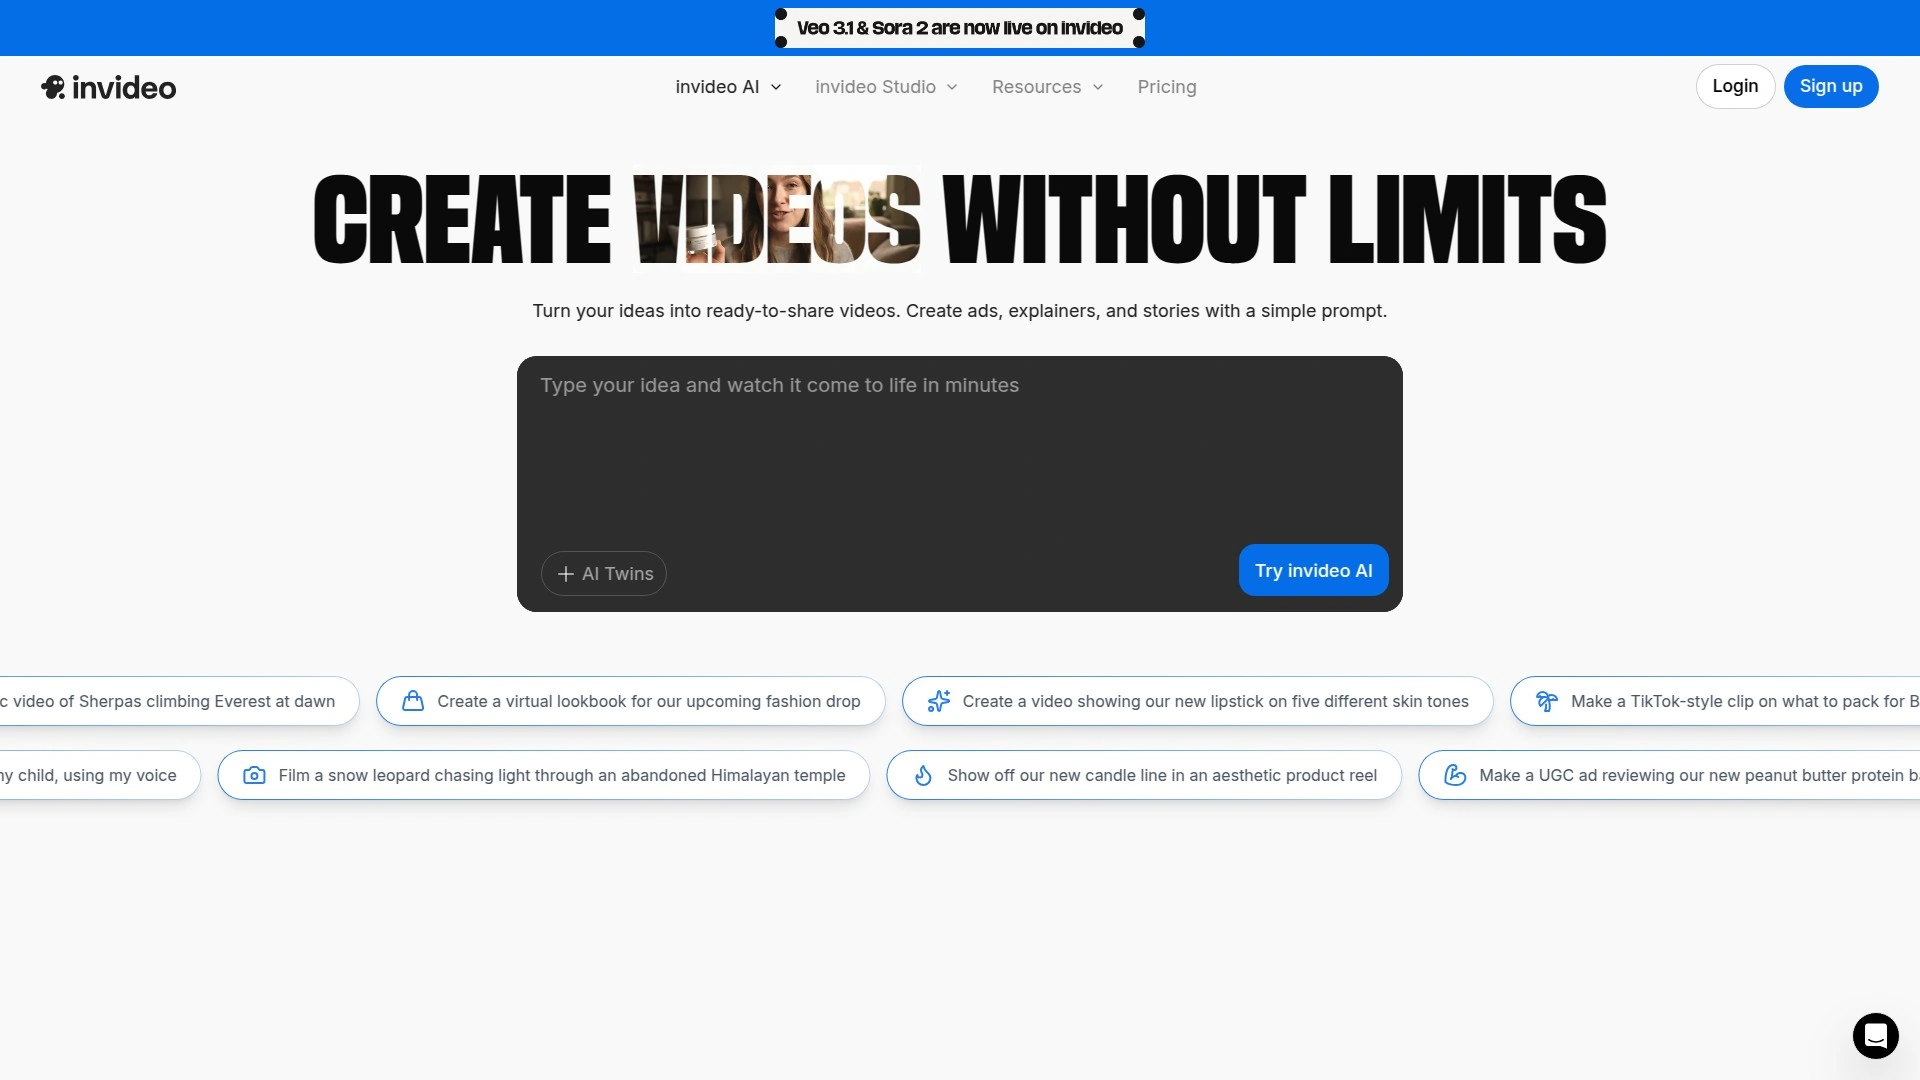 Veo 3.1 & Sora 2 are now live on invideo
invideo
invideo AI
invideo Studio
Resources
Pricing
Login
Sign up
CREATE VIDEOS WITHOUT LIMITS
Turn your ideas into ready-to-share videos. Create ads, explainers, and stories with a simple prompt.
Type your idea and watch it come to life in minutes
AI Twins
Try invideo AI
c video of Sherpas climbing Everest at dawn
Create a virtual lookbook for our upcoming fashion drop
Create a video showing our new lipstick on five different skin tones
Make a TikTok-style clip on what to pack for B
my child, using my voice
Film a snow leopard chasing light through an abandoned Himalayan temple
Show off our new candle line in an aesthetic product reel
Make a UGC ad reviewing our new peanut butter protein ba